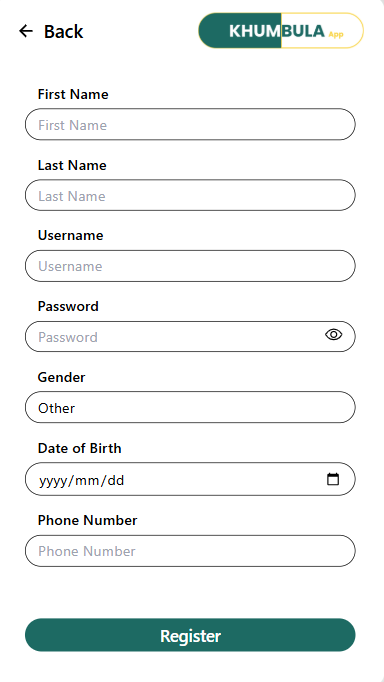 Back
KHUMBULA App
First Name
First Name
Last Name
Last Name
Username
Username
Password
Password
Gender
Other
Date of Birth
yyyy/mm/dd
Phone Number
Phone Number
Register